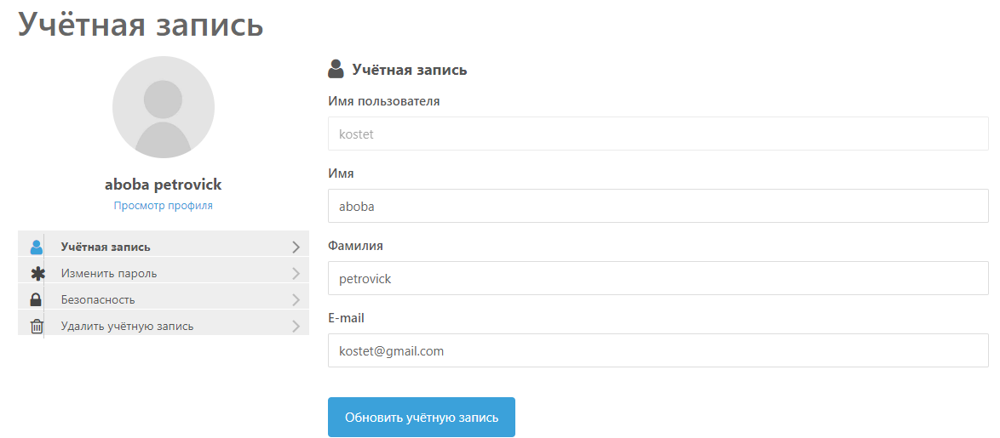 Учётная запись
aboba petrovick
Просмотр профиля
Учётная запись
Изменить пароль
Безопасность
Удалить учётную запись
Учётная запись
Имя пользователя
kostet
Имя
aboba
Фамилия
petrovick
E-mail
kostet@gmail.com
Обновить учётную запись